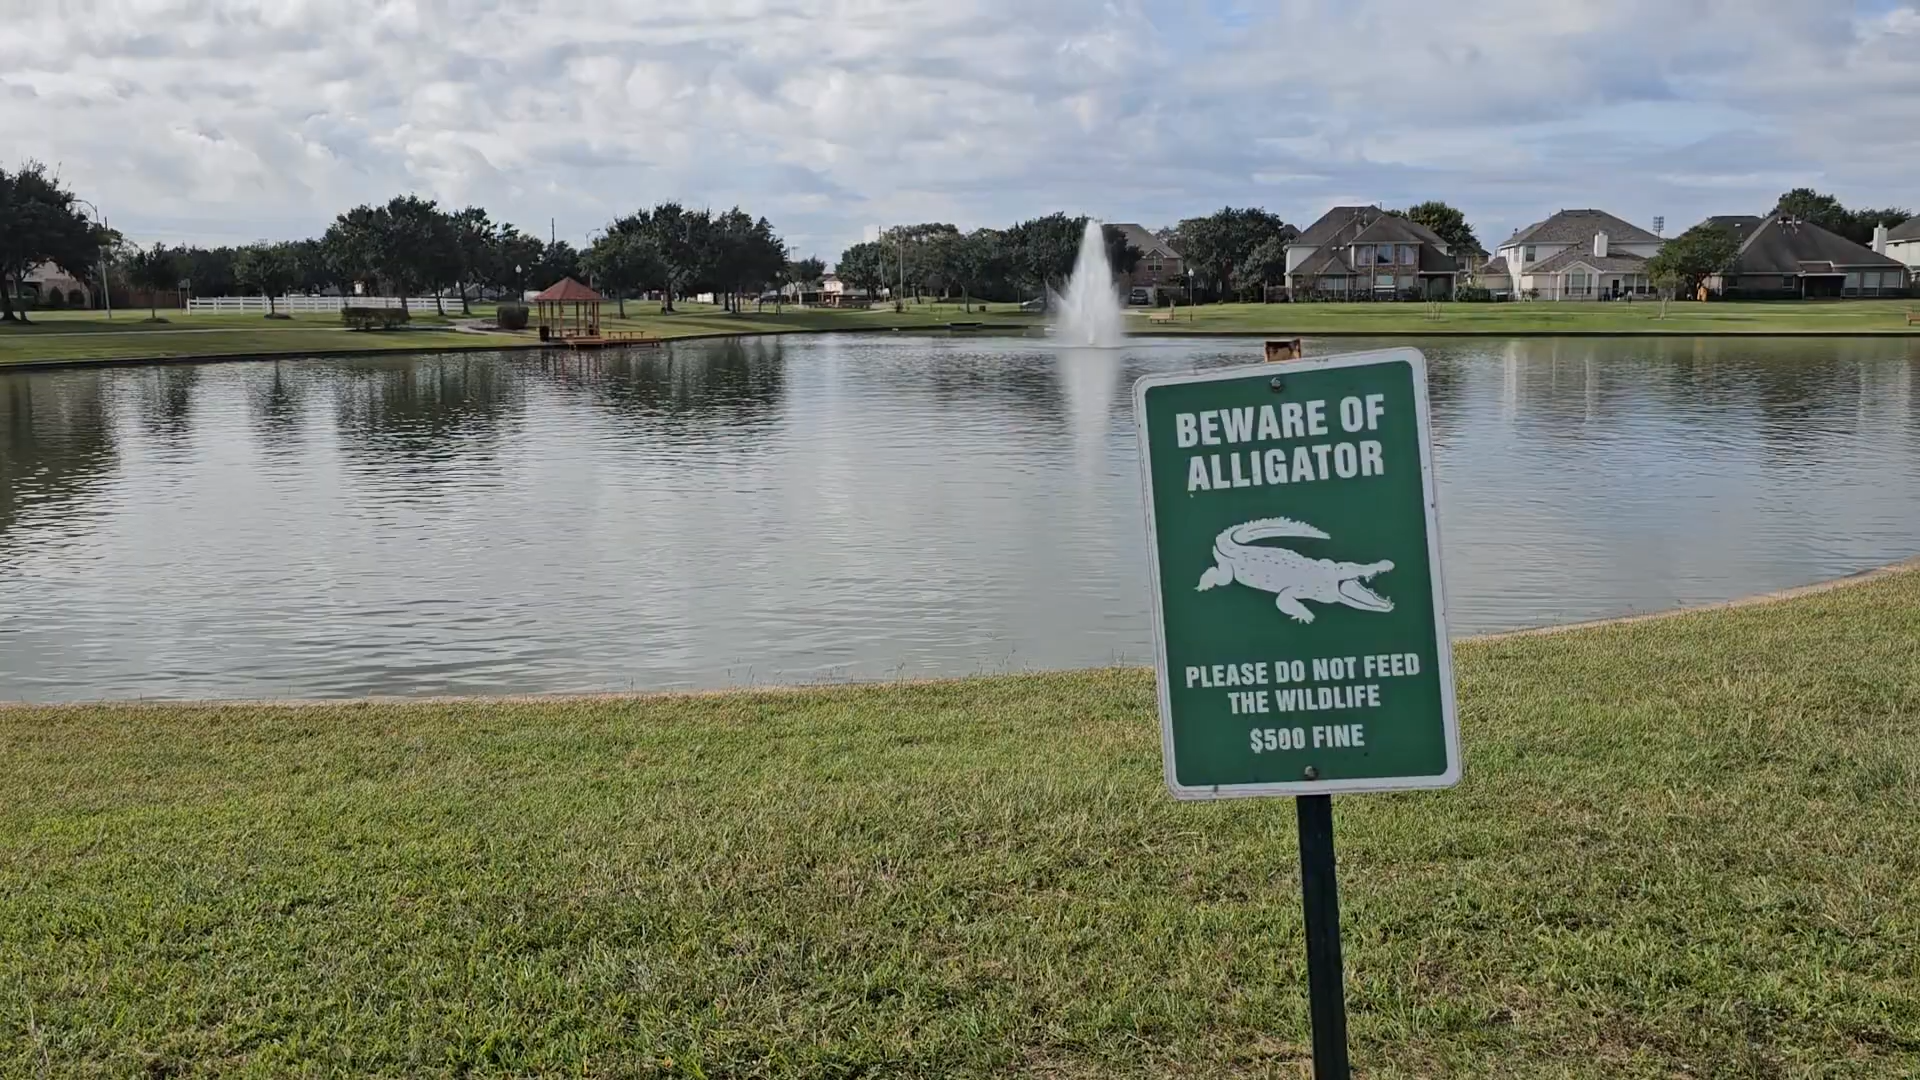 BEWARE OF
ALLIGATOR
PLEASE DO NOT FEED
THE WILDLIFE
$500 FINE